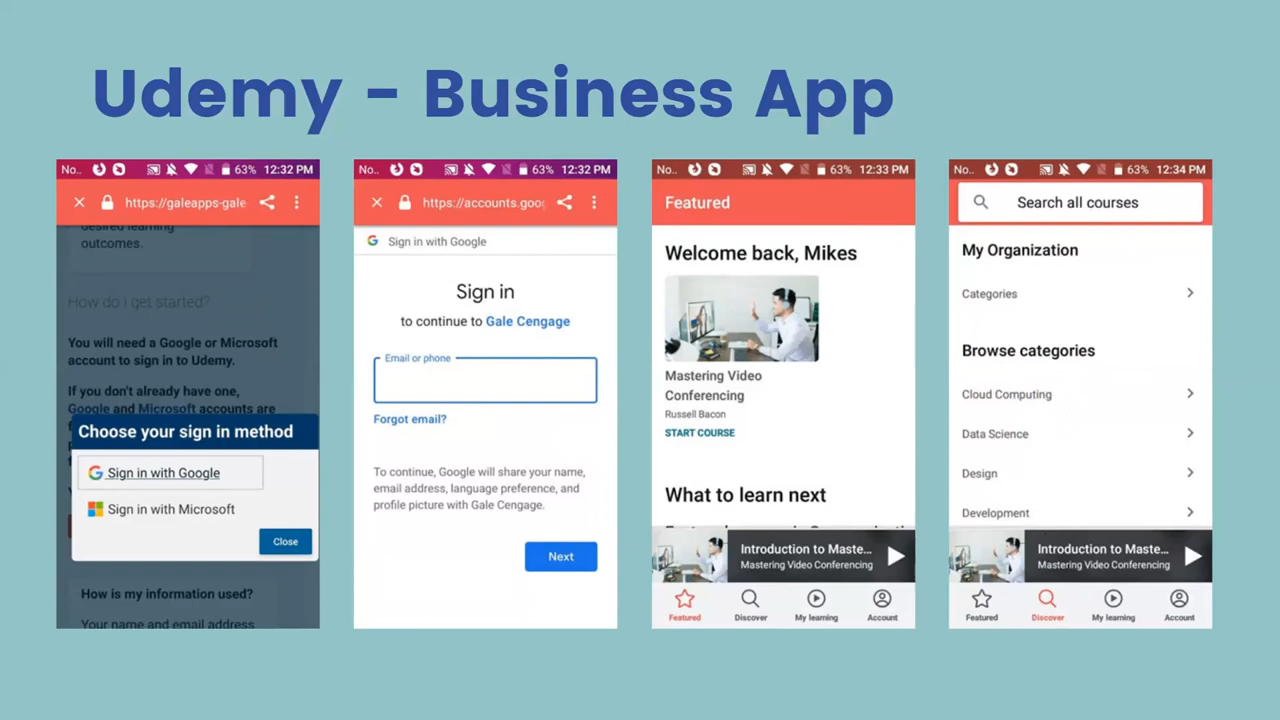 Udemy - Business App
No.. 63% 12:32 PM
https://galeapps-gale
desired learning
outcomes.
How do i get started?
You will need a Google or Microsoft
account to sign in to Udemy.
If you don't already have one,
Google and Microsoft accounts are
Choose your sign in method
Sign in with Google
Sign in with Microsoft
Close
How is my information used?
Your name and email address
No.. 63% 12:32 PM
https://accounts.goog
Sign in with Google
Sign in
to continue to Gale Cengage
Email or phone
Forgot email?
To continue, Google will share your name,
email address, language preference, and
profile picture with Gale Cengage.
Next
No.. 63% 12:33 PM
Featured
Welcome back, Mikes
Mastering Video
Conferencing
Russell Bacon
START COURSE
What to learn next
Introduction to Maste...
Mastering Video Conferencing
Featured Discover My learning Account
No.. 63% 12:34 PM
Search all courses
My Organization
Categories
Browse categories
Cloud Computing
Data Science
Design
Development
Introduction to Maste...
Mastering Video Conferencing
Featured Discover My learning Account